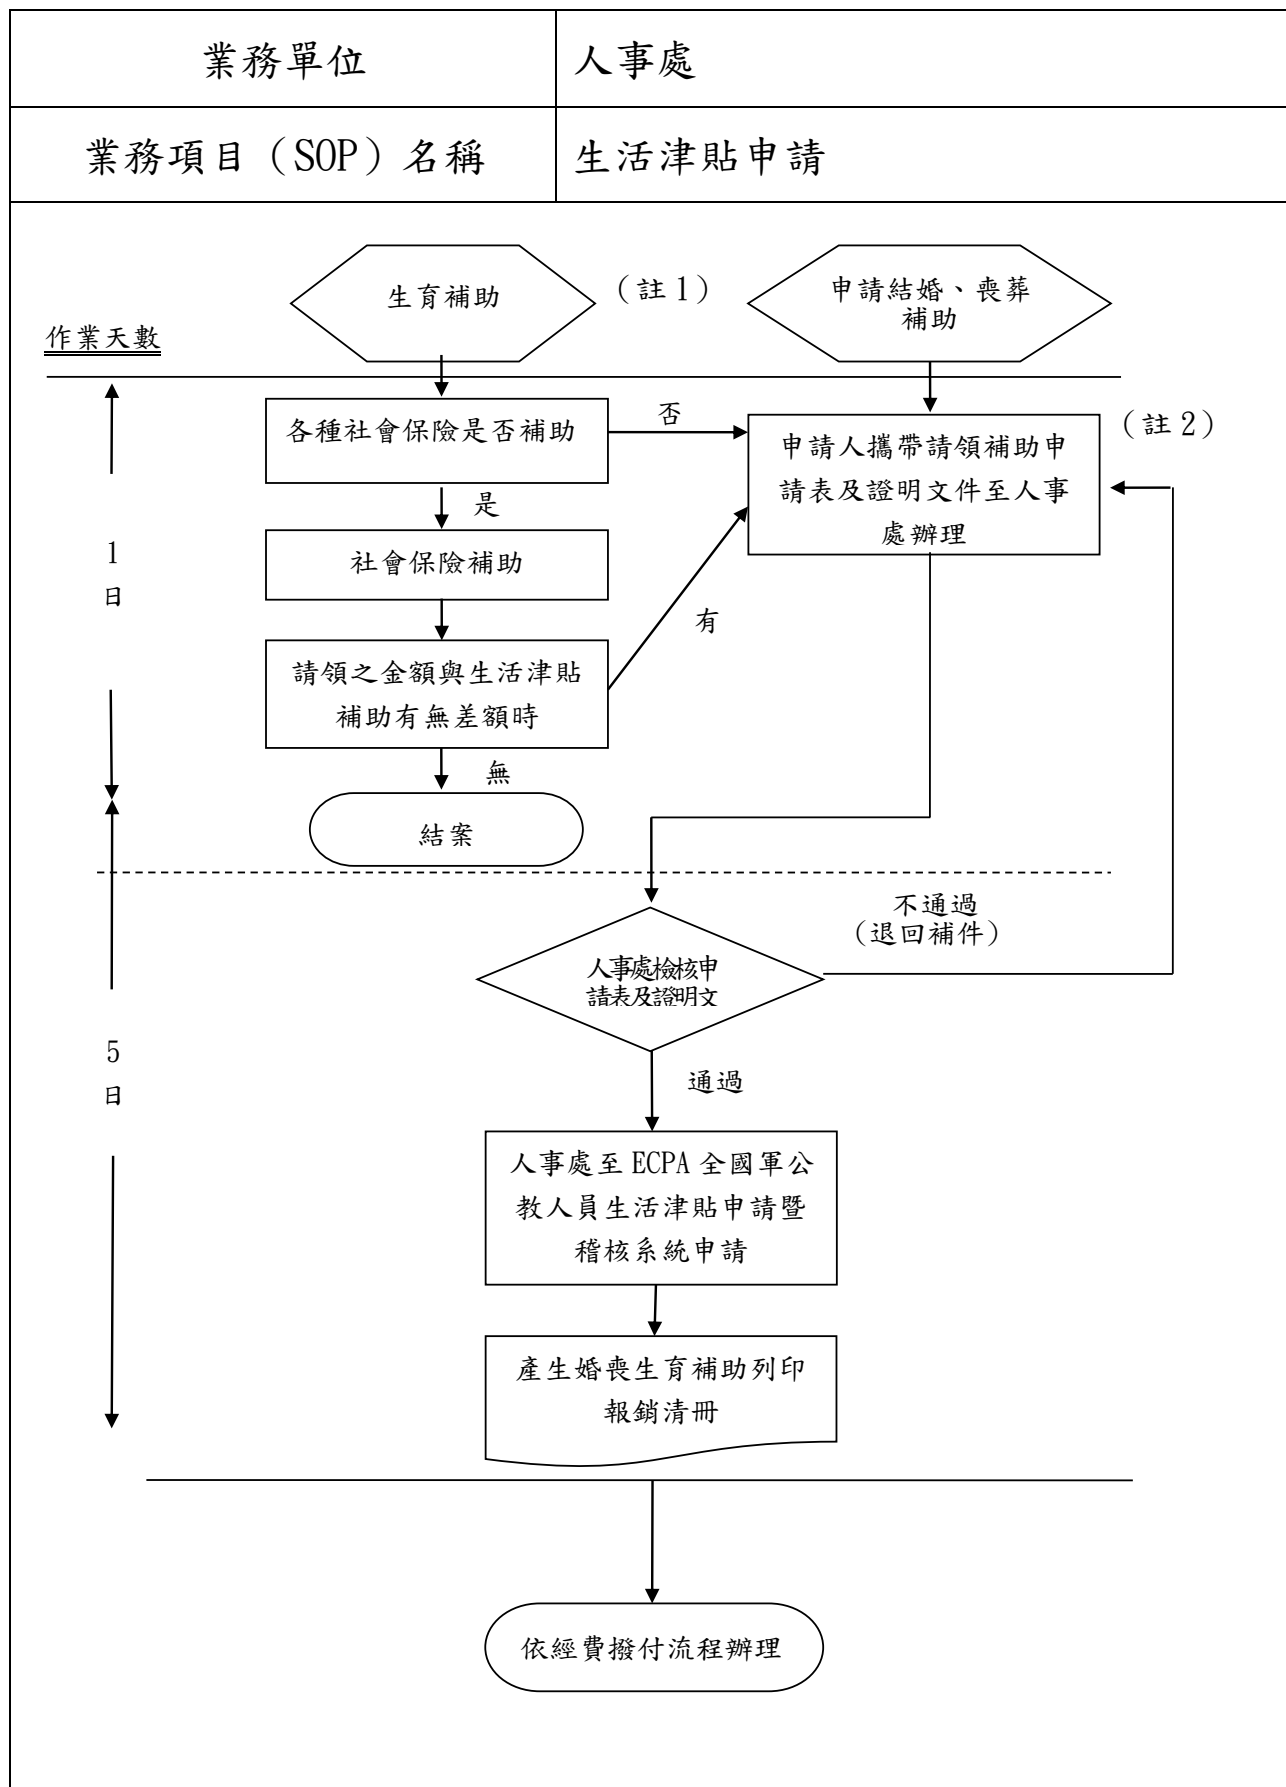 業務單位
人事處
業務項目（SOP）名稱
生活津貼申請
生育補助
（註 1）
申請結婚、喪葬
補助
作業天數
各種社會保險是否補助
否
申請人攜帶請領補助申
請表及證明文件至人事
處辦理
（註 2）
是
社會保險補助
1
日
有
請領之金額與生活津貼
補助有無差額時
無
結案
不通過
（退回補件）
人事處檢核申
請表及證明文
5
日
通過
人事處至 ECPA 全國軍公
教人員生活津貼申請暨
稽核系統申請
產生婚喪生育補助列印
報銷清冊
依經費撥付流程辦理